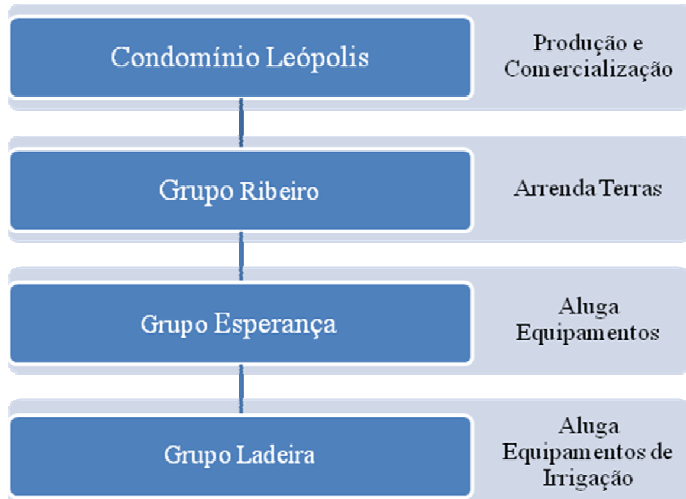 Condomínio Leópolis
Produção e
Comercialização
Grupo Ribeiro
Arrenda Terras
Grupo Esperança
Aluga
Equipamentos
Grupo Ladeira
Aluga
Equipamentos de
Irrigação